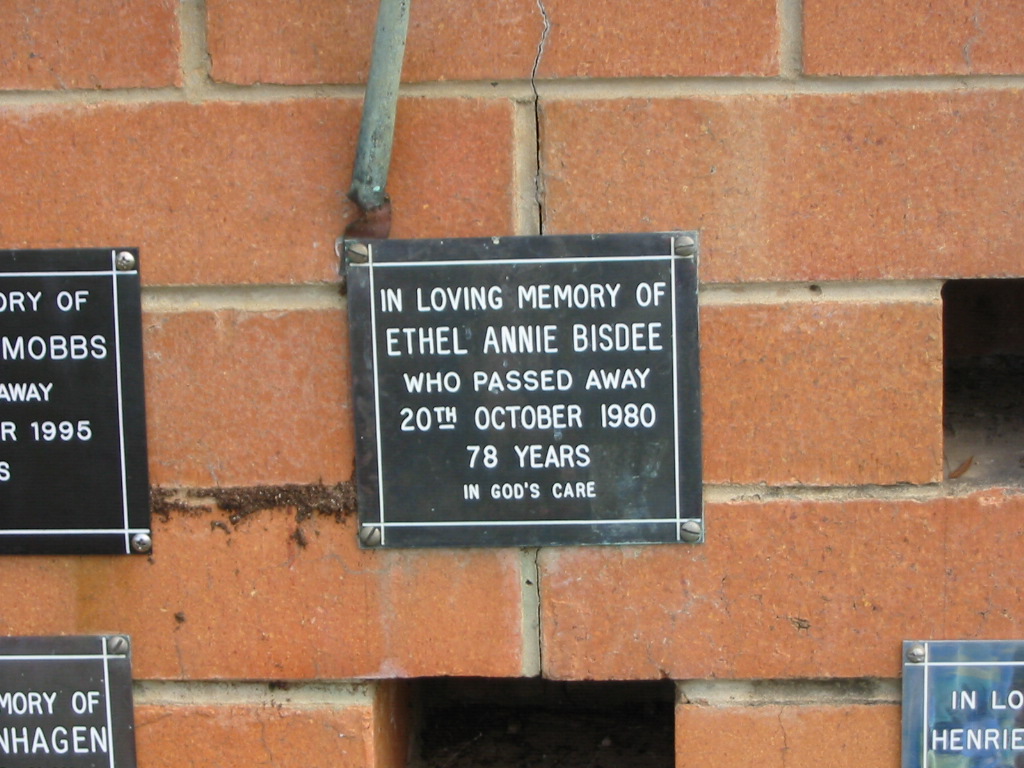 ORY OF
MOBBS
AWAY
R 1995
S
IN LOVING MEMORY OF
ETHEL ANNIE BISDEE
WHO PASSED AWAY
20TH OCTOBER 1980
78 YEARS
IN GOD'S CARE
MORY OF
NHAGEN
IN LO
HENRIE